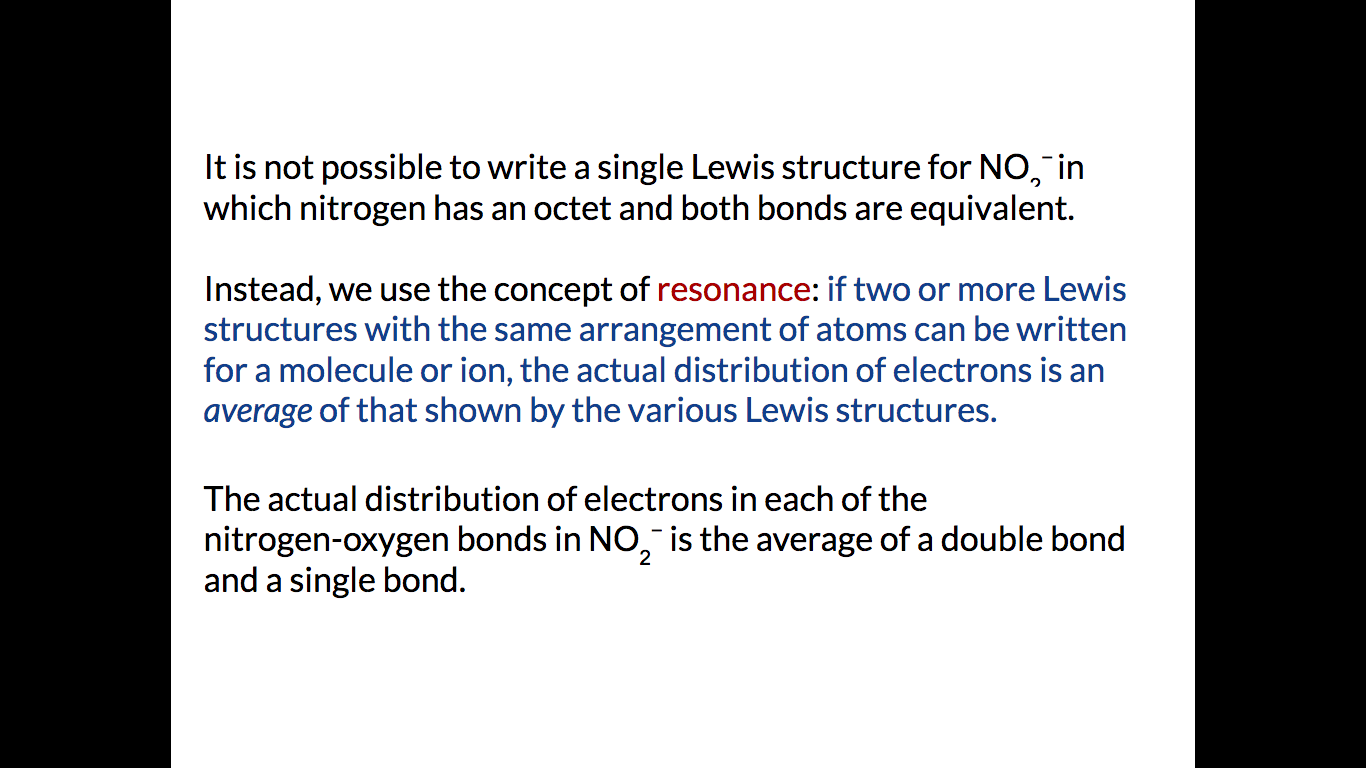 It is not possible to write a single Lewis structure for NO₂⁻ in
which nitrogen has an octet and both bonds are equivalent.
Instead, we use the concept of resonance: if two or more Lewis
structures with the same arrangement of atoms can be written
for a molecule or ion, the actual distribution of electrons is an
average of that shown by the various Lewis structures.
The actual distribution of electrons in each of the
nitrogen-oxygen bonds in NO₂⁻ is the average of a double bond
and a single bond.